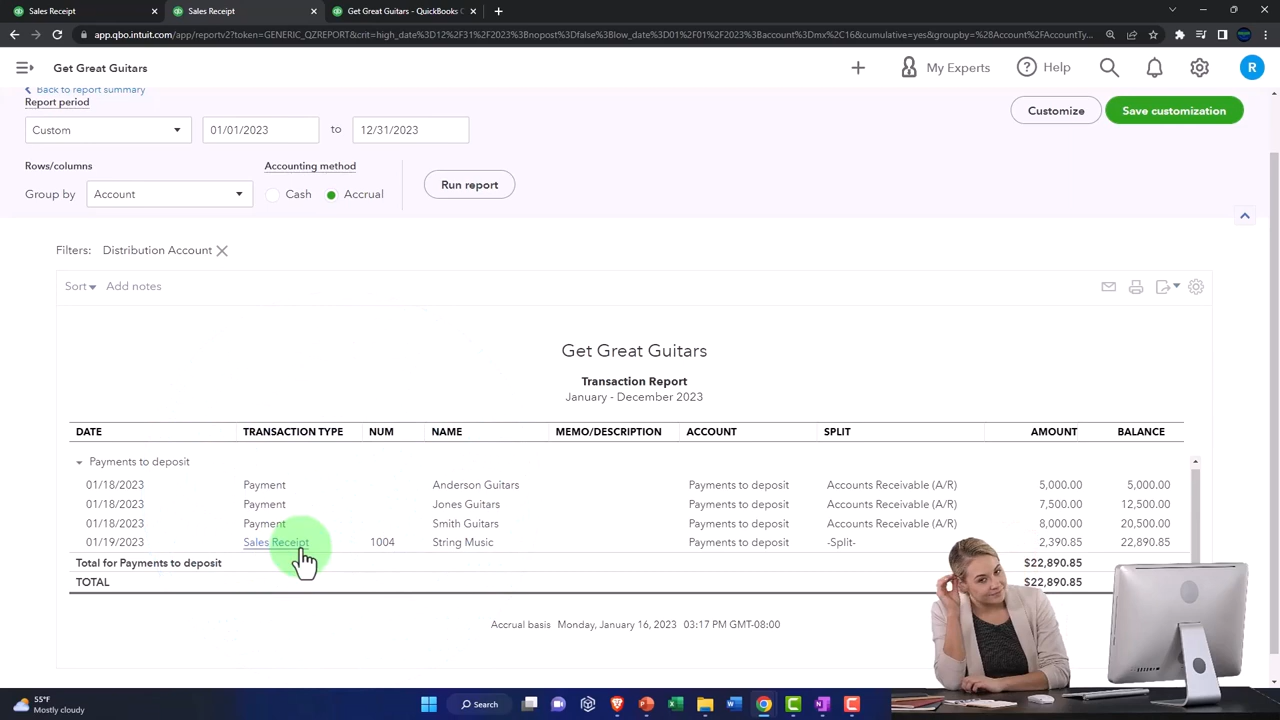 Sales Receipt
Sales Receipt
Get Great Guitars - QuickBooks C
app.qbo.intuit.com/app/reportv2?token=GENERIC_QZREPORT&crit=high_date%3D12%2F31%2F2023%3Bnopost%3Dfalse%3Blow_date%3D01%2F01%2F2023%3Baccount%3Dmx%2C16&cumulative=yes&groupby=%28Account%2FAccountTy...
Get Great Guitars
My Experts
Help
R
Back to report summary
Report period
Custom
01/01/2023
to
12/31/2023
Customize
Save customization
Rows/columns
Accounting method
Group by
Account
Cash
Accrual
Run report
Filters: Distribution Account
Sort
Add notes
Get Great Guitars
Transaction Report
January - December 2023
DATE TRANSACTION TYPE NUM NAME MEMO/DESCRIPTION ACCOUNT SPLIT AMOUNT BALANCE
Payments to deposit
01/18/2023 Payment Anderson Guitars Payments to deposit Accounts Receivable (A/R) 5,000.00 5,000.00
01/18/2023 Payment Jones Guitars Payments to deposit Accounts Receivable (A/R) 7,500.00 12,500.00
01/18/2023 Payment Smith Guitars Payments to deposit Accounts Receivable (A/R) 8,000.00 20,500.00
01/19/2023 Sales Receipt 1004 String Music Payments to deposit -Split- 2,390.85 22,890.85
Total for Payments to deposit $22,890.85
TOTAL $22,890.85
Accrual basis Monday, January 16, 2023 03:17 PM GMT-08:00
55°F
Mostly cloudy
Search